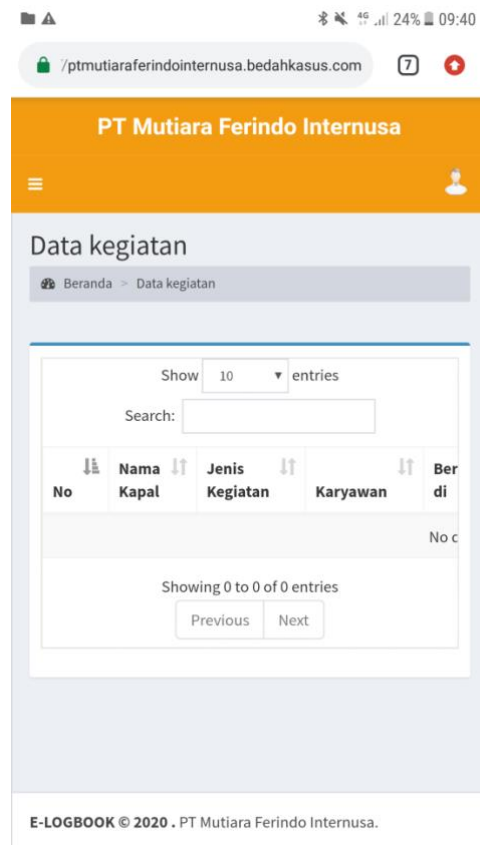 4G 24% 09:40
/ptmutiaraferindointernusa.bedahkasus.com 7
PT Mutiara Ferindo Internusa
Data kegiatan
Beranda > Data kegiatan
Show 10 entries
Search:
No Nama Kapal Jenis Kegiatan Karyawan Ber di
No c
Showing 0 to 0 of 0 entries
Previous Next
E-LOGBOOK © 2020 . PT Mutiara Ferindo Internusa.